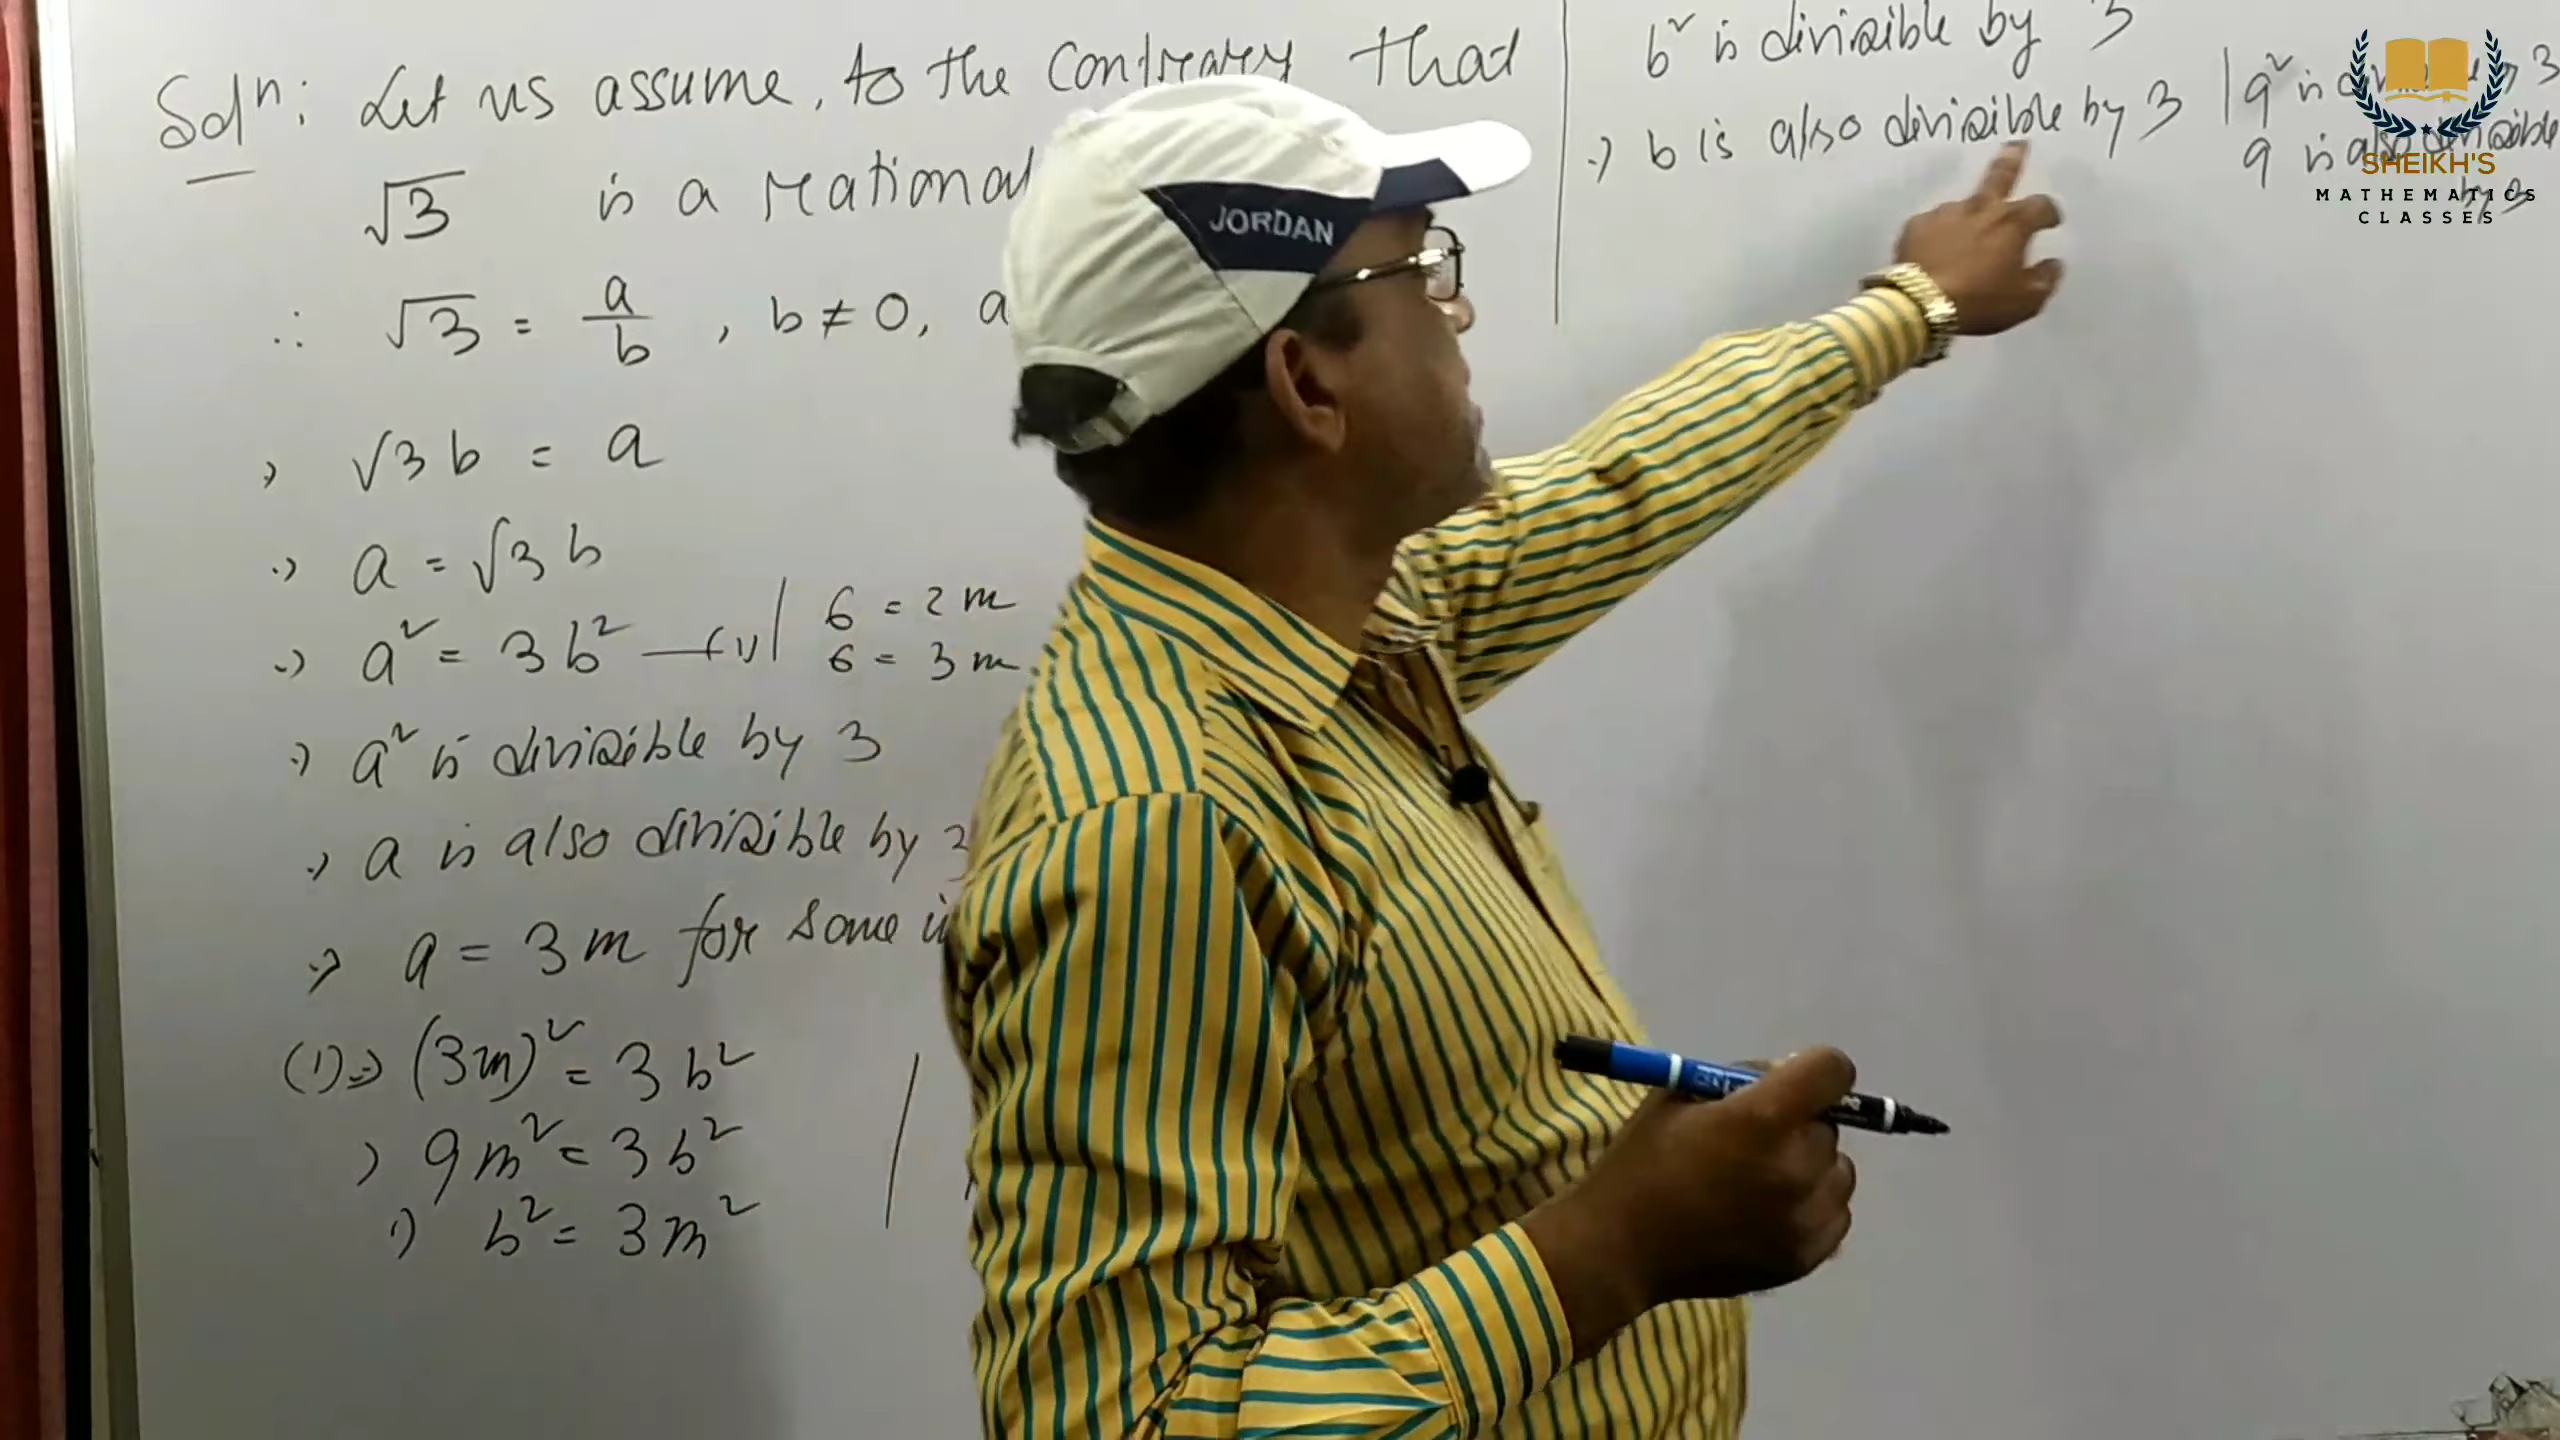 Solⁿ: Let us assume, to the contrary that
√3 is a rational
∴ √3 = a/b , b ≠ 0, a
⇒ √3 b = a
⇒ a = √3 b
⇒ a² = 3b² —(1)
6 = 2m
6 = 3m
⇒ a² is divisible by 3
⇒ a is also divisible by 3
⇒ a = 3m for some
(1)⇒ (3m)² = 3b²
⇒ 9m² = 3b²
⇒ b² = 3m²
b² is divisible by 3
⇒ b is also divisible by 3
a² is 3
a is also divisible
by 3
JORDAN
SHEIKH'S
MATHEMATICS
CLASSES